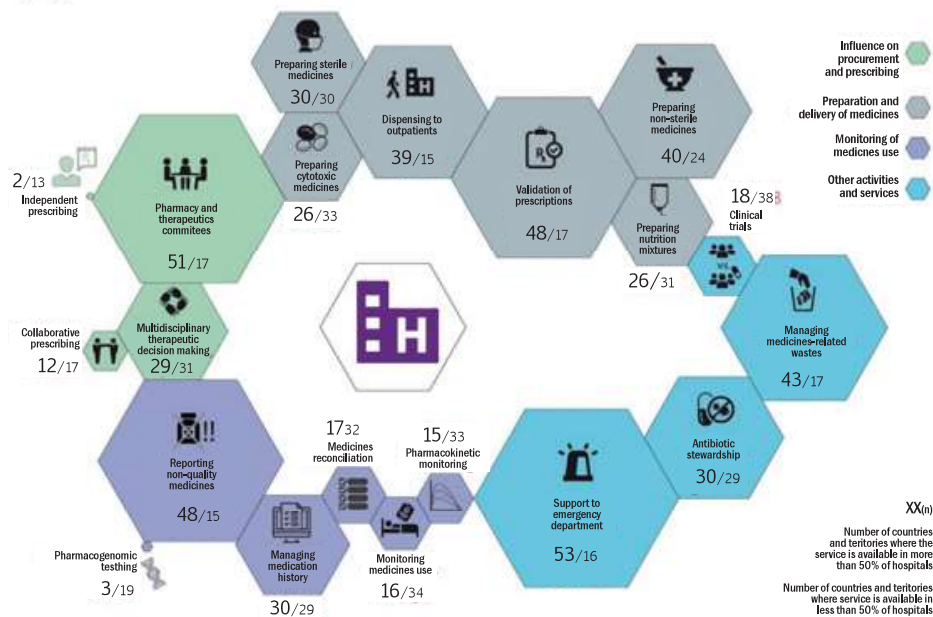 Preparing sterile
medicines
30/30
Dispensing to
outpatients
39/15
Preparing
cytotoxic
medicines
26/33
Validation of
prescriptions
48/17
Preparing
non-sterile
medicines
40/24
Preparing
nutrition
mixtures
26/31
Influence on
procurement
and prescribing
Preparation and
delivery of medicines
Monitoring of
medicnes use
Other activities
and services
2/13
Independent
prescribing
Pharmacy and
therapeutics
commitees
51/17
Collaborative
prescribing
12/17
Multidisciplinary
therapeutic
decision making
29/31
H
18/38
Clinical
trials
VS.
Managing
medicines-related
wastes
43/17
Antibiotic
stewardship
30/29
Support to
emergency
department
53/16
15/33
Pharmacokinetic
monitoring
1732
Medicines
reconciliation
Monitoring
medicines use
16/34
Managing
medication
history
30/29
!!
Reporting
non-quality
medicines
48/15
Pharmacogenomic
testhing
3/19
XX(n)
Number of countries
and teritories where the
service is available in more
than 50% of hospitals
Number of countries and teritories
where service is available in
less than 50% of hospitals